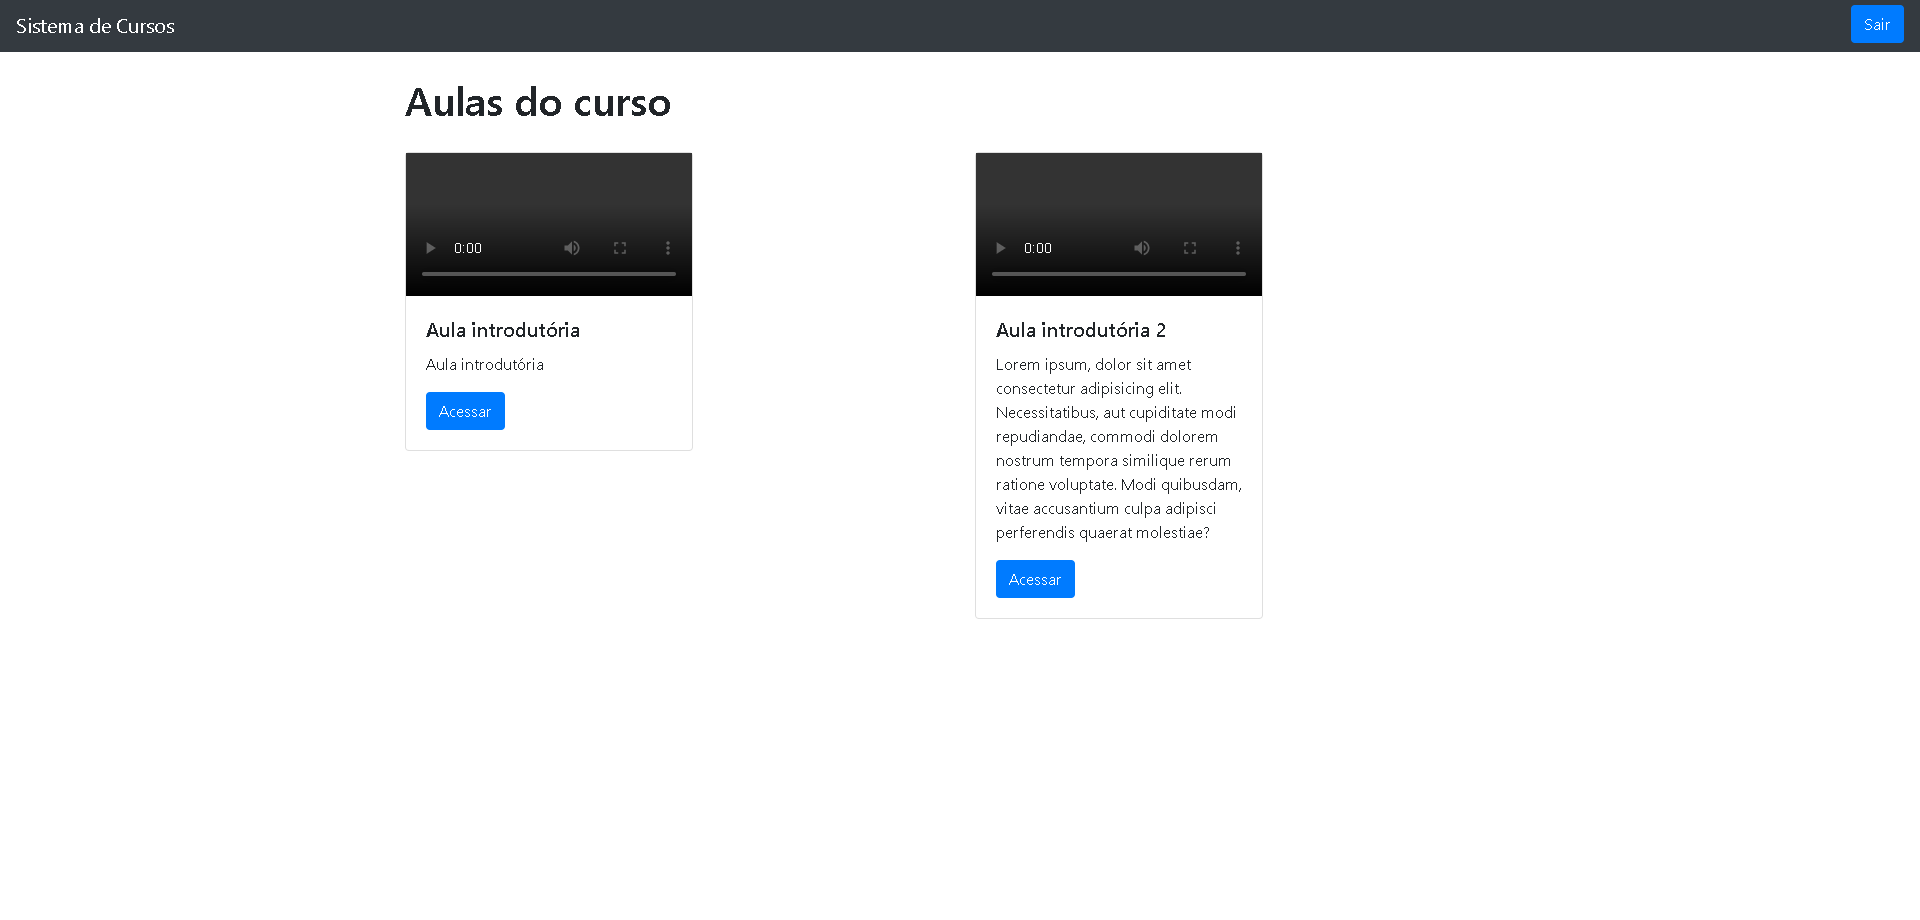 Sistema de Cursos
Sair
Aulas do curso
0:00
Aula introdutória
Aula introdutória
Acessar
0:00
Aula introdutória 2
Lorem ipsum, dolor sit amet
consectetur adipisicing elit.
Necessitatibus, aut cupiditate modi
repudiandae, commodi dolorem
nostrum tempora similique rerum
ratione voluptate. Modi quibusdam,
vitae accusantium culpa adipisci
perferendis quaerat molestiae?
Acessar